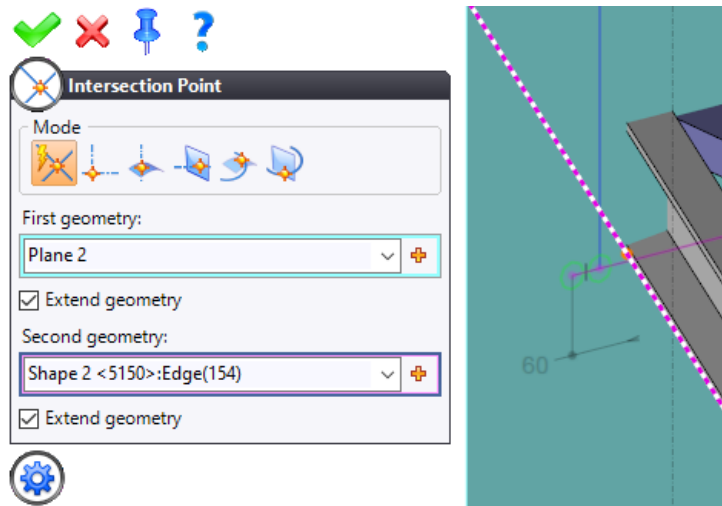 ?
Intersection Point
Mode
First geometry:
Plane 2
Extend geometry
Second geometry:
Shape 2 <5150>:Edge(154)
Extend geometry
60